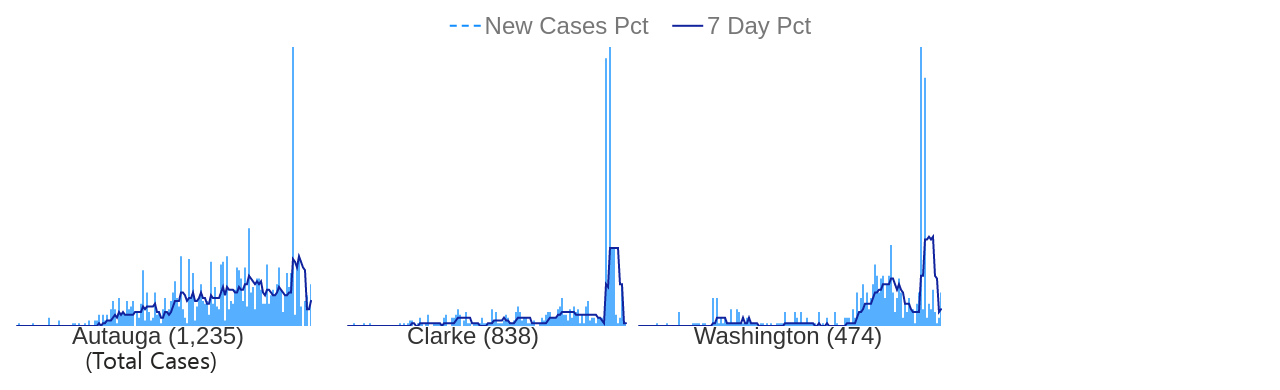 New Cases Pct 7 Day Pct
Autauga (1,235) Clarke (838) Washington (474)
(Total Cases)